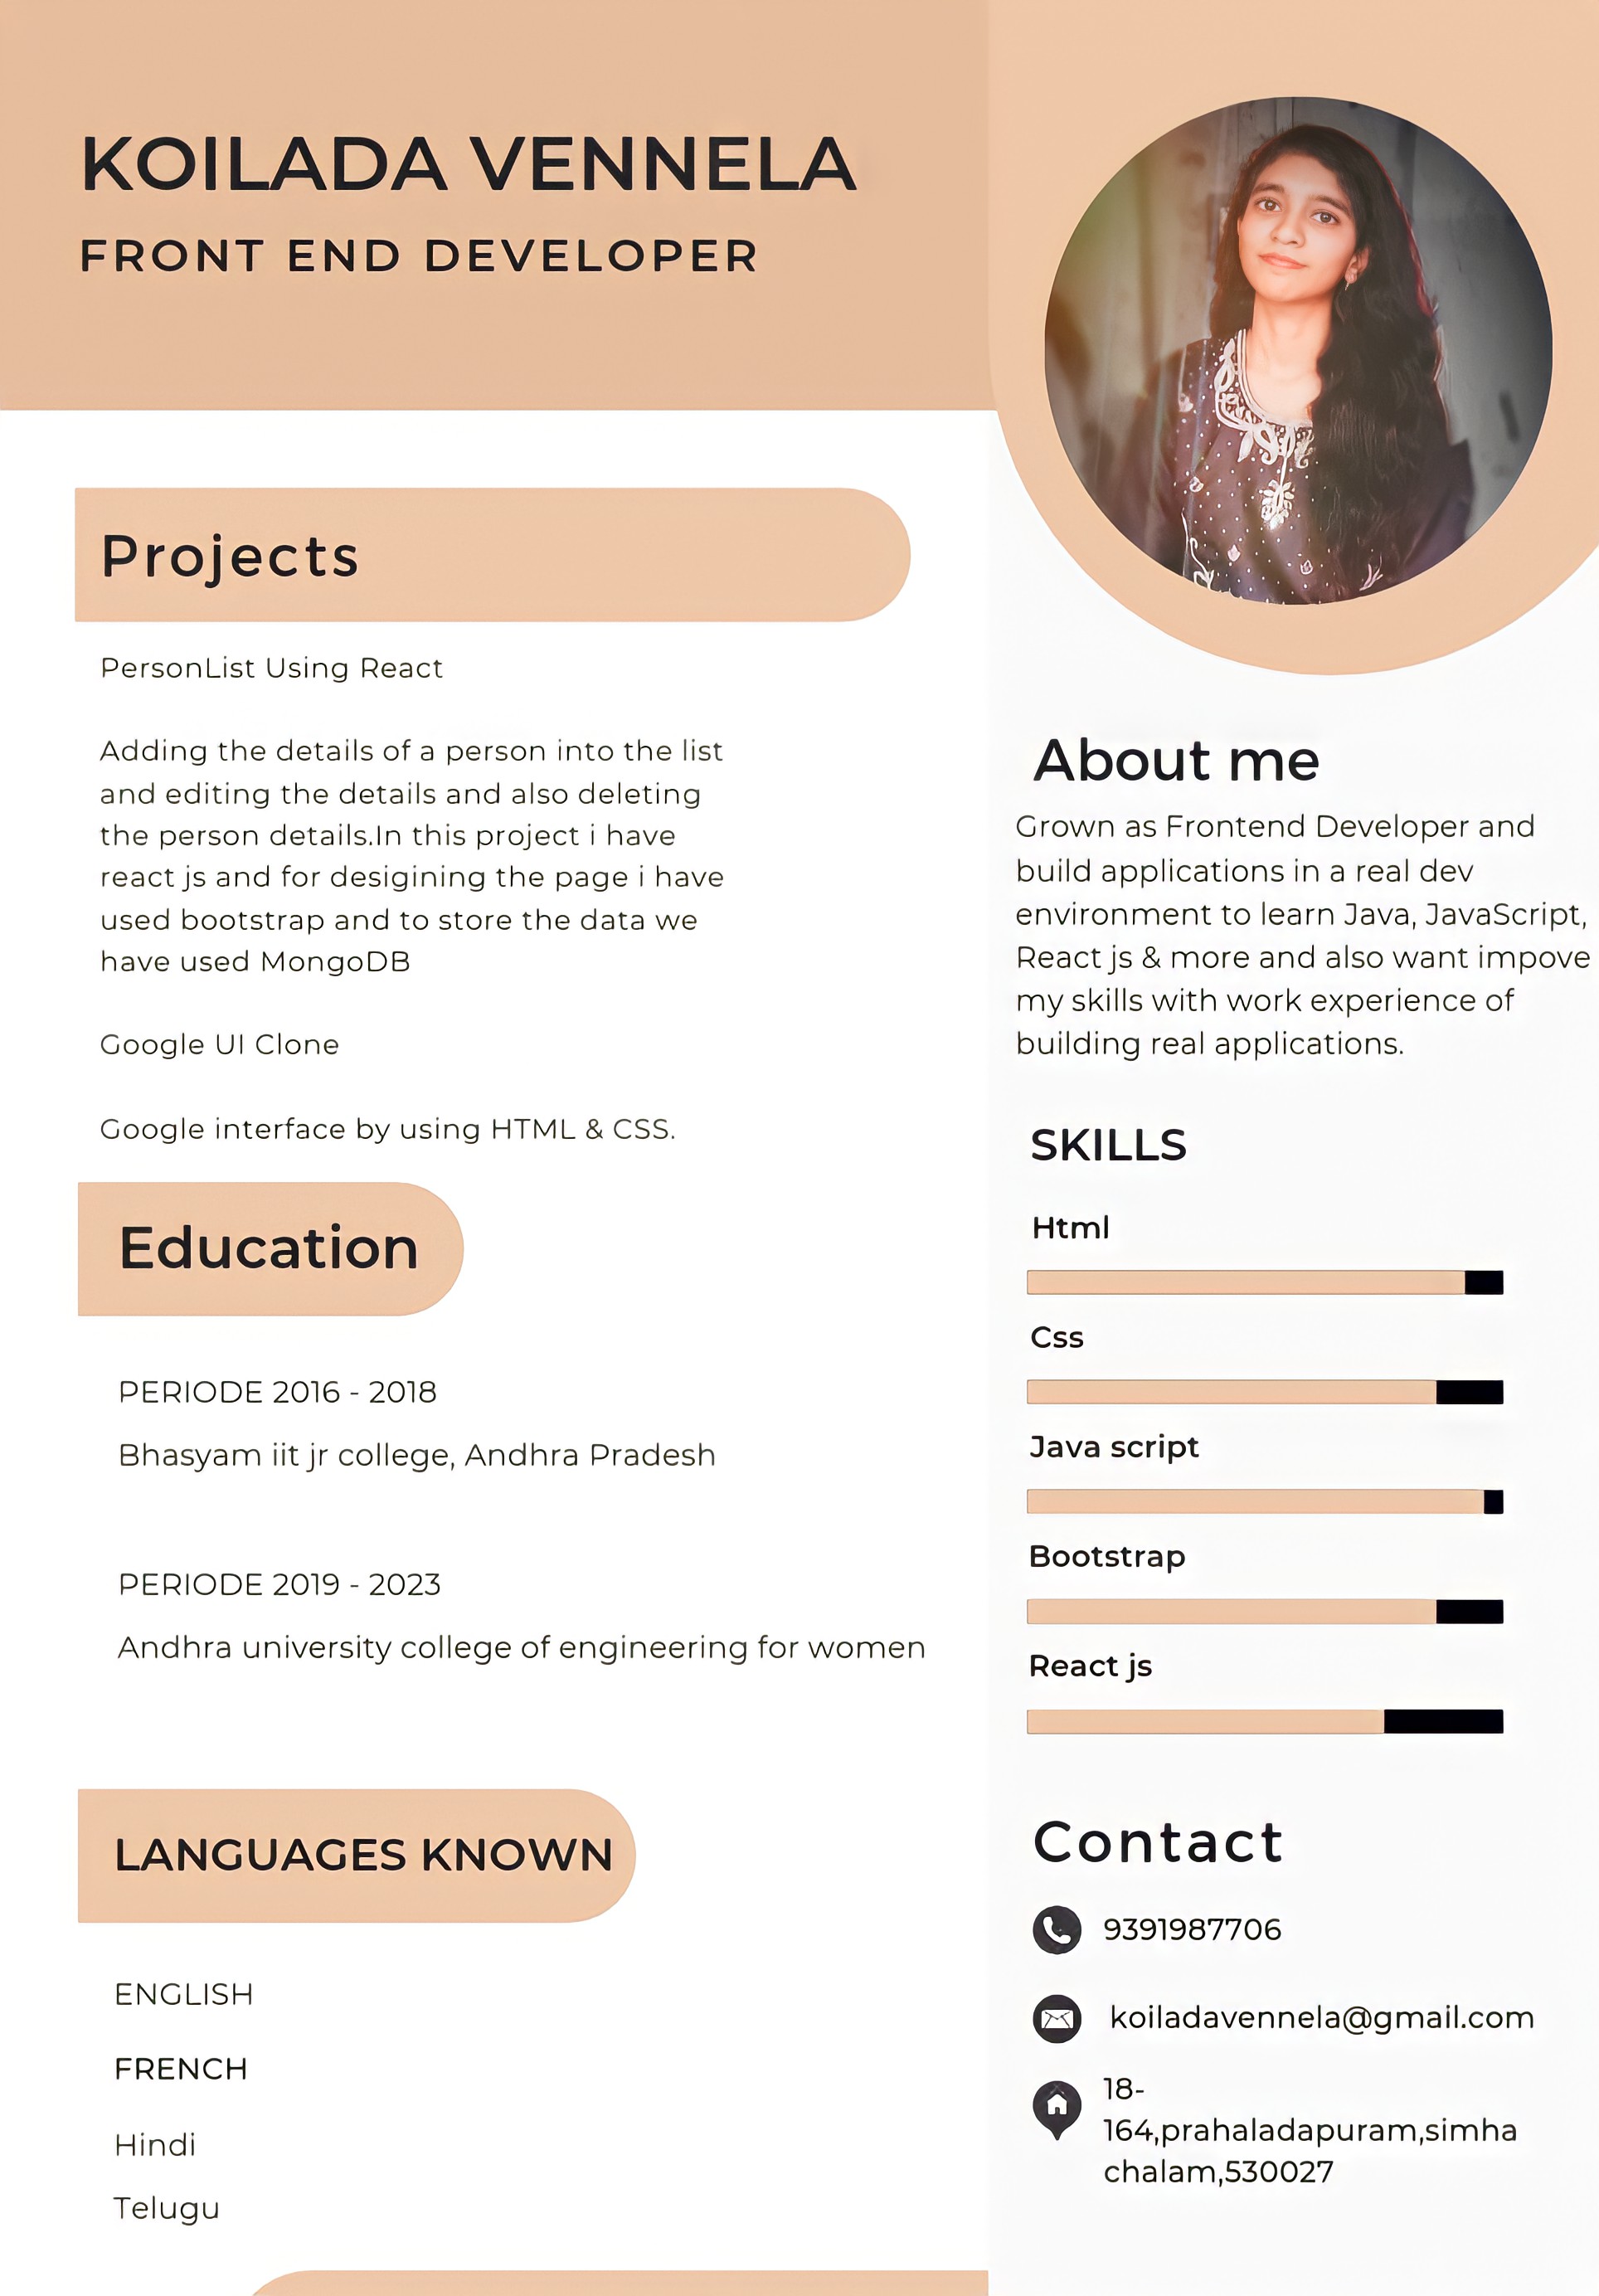 KOILADA VENNELA
FRONT END DEVELOPER
Projects
PersonList Using React
Adding the details of a person into the list
and editing the details and also deleting
the person details.In this project i have
react js and for desigining the page i have
used bootstrap and to store the data we
have used MongoDB
Google UI Clone
Google interface by using HTML & CSS.
Education
PERIODE 2016 - 2018
Bhasyam iit jr college, Andhra Pradesh
PERIODE 2019 - 2023
Andhra university college of engineering for women
LANGUAGES KNOWN
ENGLISH
FRENCH
Hindi
Telugu
About me
Grown as Frontend Developer and
build applications in a real dev
environment to learn Java, JavaScript,
React js & more and also want impove
my skills with work experience of
building real applications.
SKILLS
Html
Css
Java script
Bootstrap
React js
Contact
9391987706
koiladavennela@gmail.com
18-
164,prahaladapuram,simha
chalam,530027